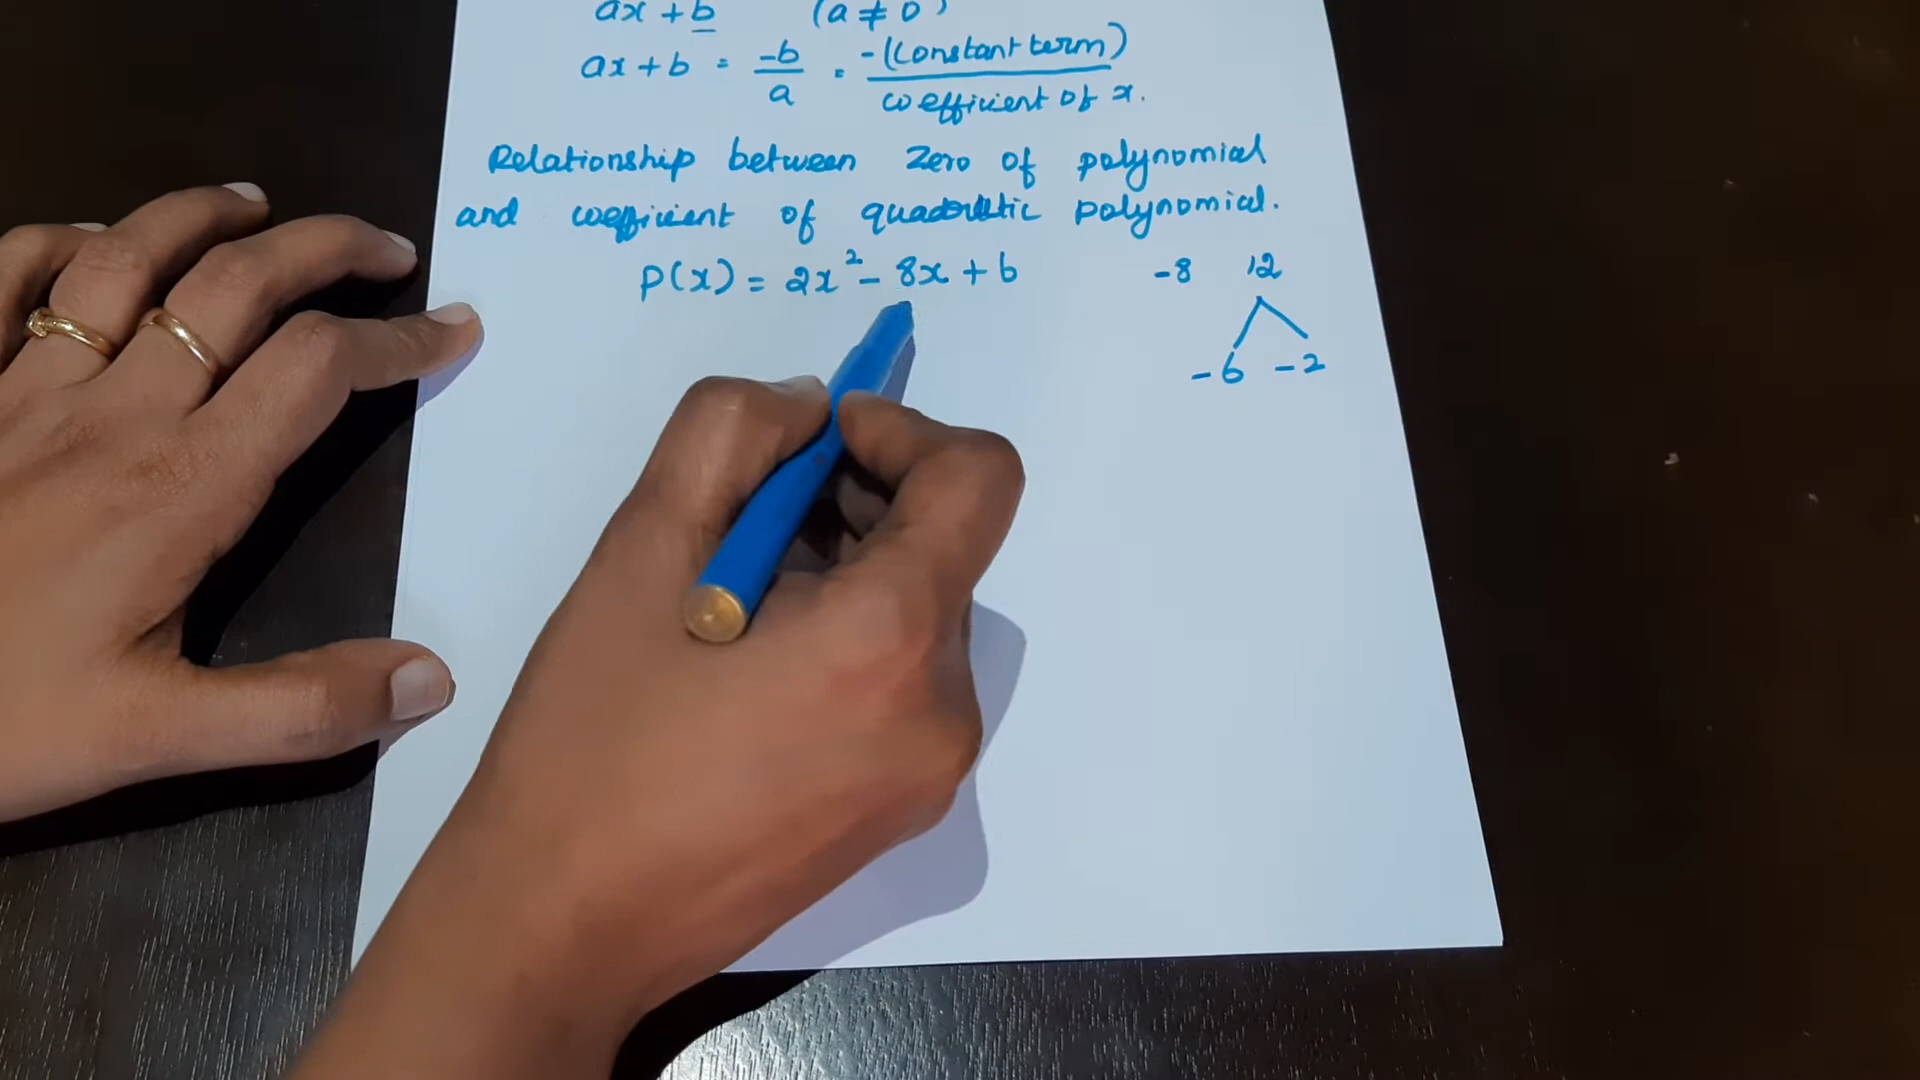 ax + b (a ≠ 0)
ax + b = -b/a = -(constant term)/coefficient of x.
Relationship between zero of polynomial
and coefficient of quadratic polynomial.
P(x) = 2x² - 8x + 6
-8 12
-6 -2